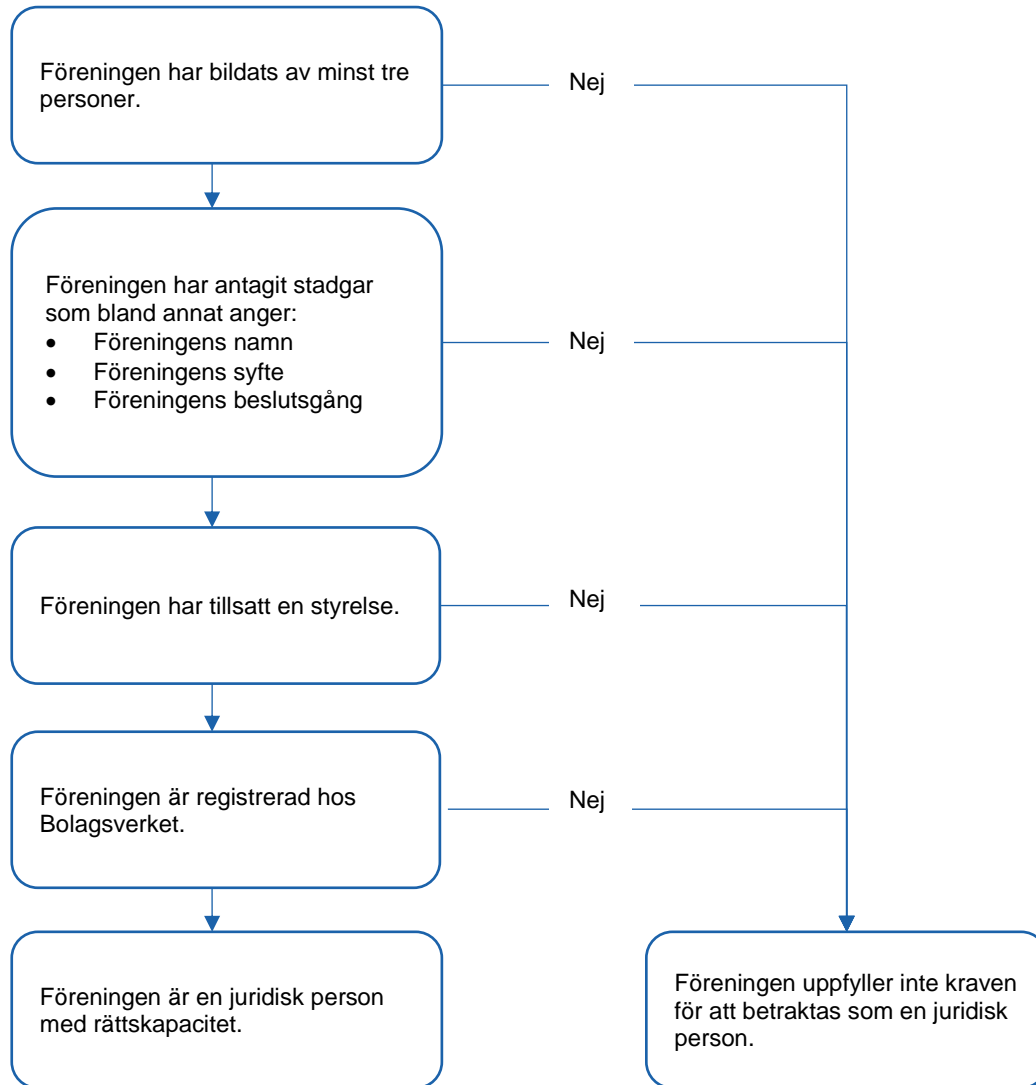 Föreningen har bildats av minst tre
personer.
Nej
Föreningen har antagit stadgar
som bland annat anger:
• Föreningens namn
• Föreningens syfte
• Föreningens beslutsgång
Nej
Föreningen har tillsatt en styrelse.
Nej
Föreningen är registrerad hos
Bolagsverket.
Nej
Föreningen är en juridisk person
med rättskapacitet.
Föreningen uppfyller inte kraven
för att betraktas som en juridisk
person.